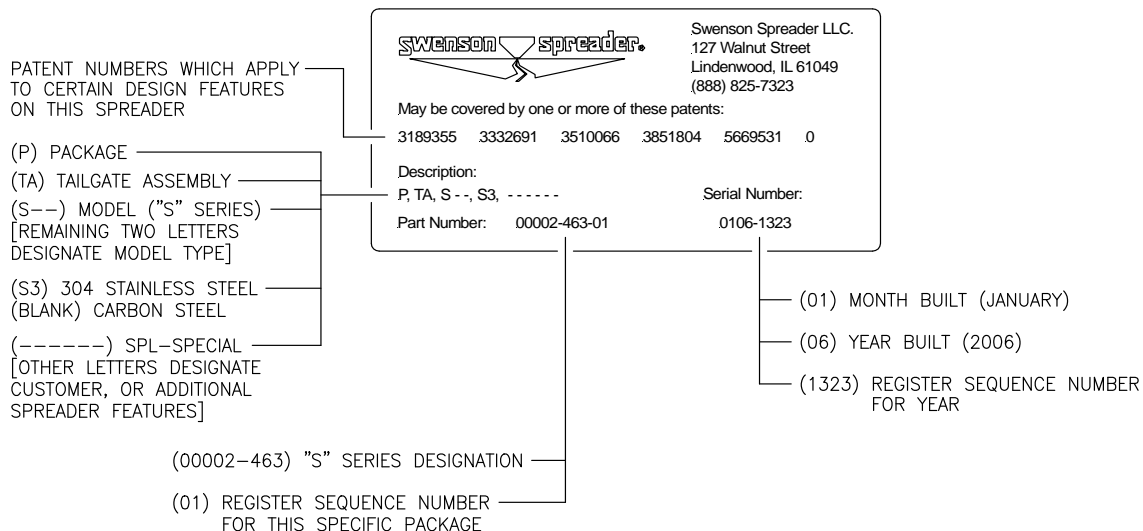 swenson spreader®
Swenson Spreader LLC.
127 Walnut Street
Lindenwood, IL 61049
(888) 825-7323
May be covered by one or more of these patents:
3189355 3332691 3510066 3851804 5669531 0
Description:
P, TA, S - -, S3, - - - - - -
Serial Number:
Part Number: 00002-463-01
0106-1323
PATENT NUMBERS WHICH APPLY
TO CERTAIN DESIGN FEATURES
ON THIS SPREADER
(P) PACKAGE
(TA) TAILGATE ASSEMBLY
(S--) MODEL ("S" SERIES)
[REMAINING TWO LETTERS
DESIGNATE MODEL TYPE]
(S3) 304 STAINLESS STEEL
(BLANK) CARBON STEEL
(------) SPL-SPECIAL
[OTHER LETTERS DESIGNATE
CUSTOMER, OR ADDITIONAL
SPREADER FEATURES]
(00002-463) "S" SERIES DESIGNATION
(01) REGISTER SEQUENCE NUMBER
FOR THIS SPECIFIC PACKAGE
(01) MONTH BUILT (JANUARY)
(06) YEAR BUILT (2006)
(1323) REGISTER SEQUENCE NUMBER
FOR YEAR